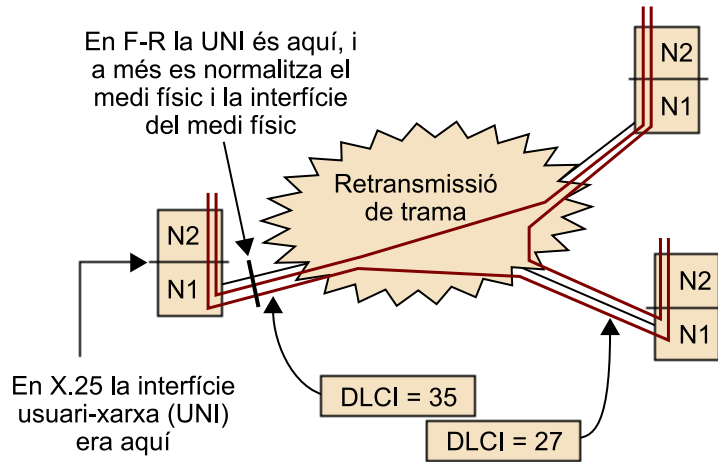 En F-R la UNI és aquí, i
a més es normalitza el
medi físic i la interfície
del medi físic
N2
N1
Retransmissió
de trama
N2
N1
N2
N1
En X.25 la interfície
usuari-xarxa (UNI)
era aquí
DLCI = 35
DLCI = 27